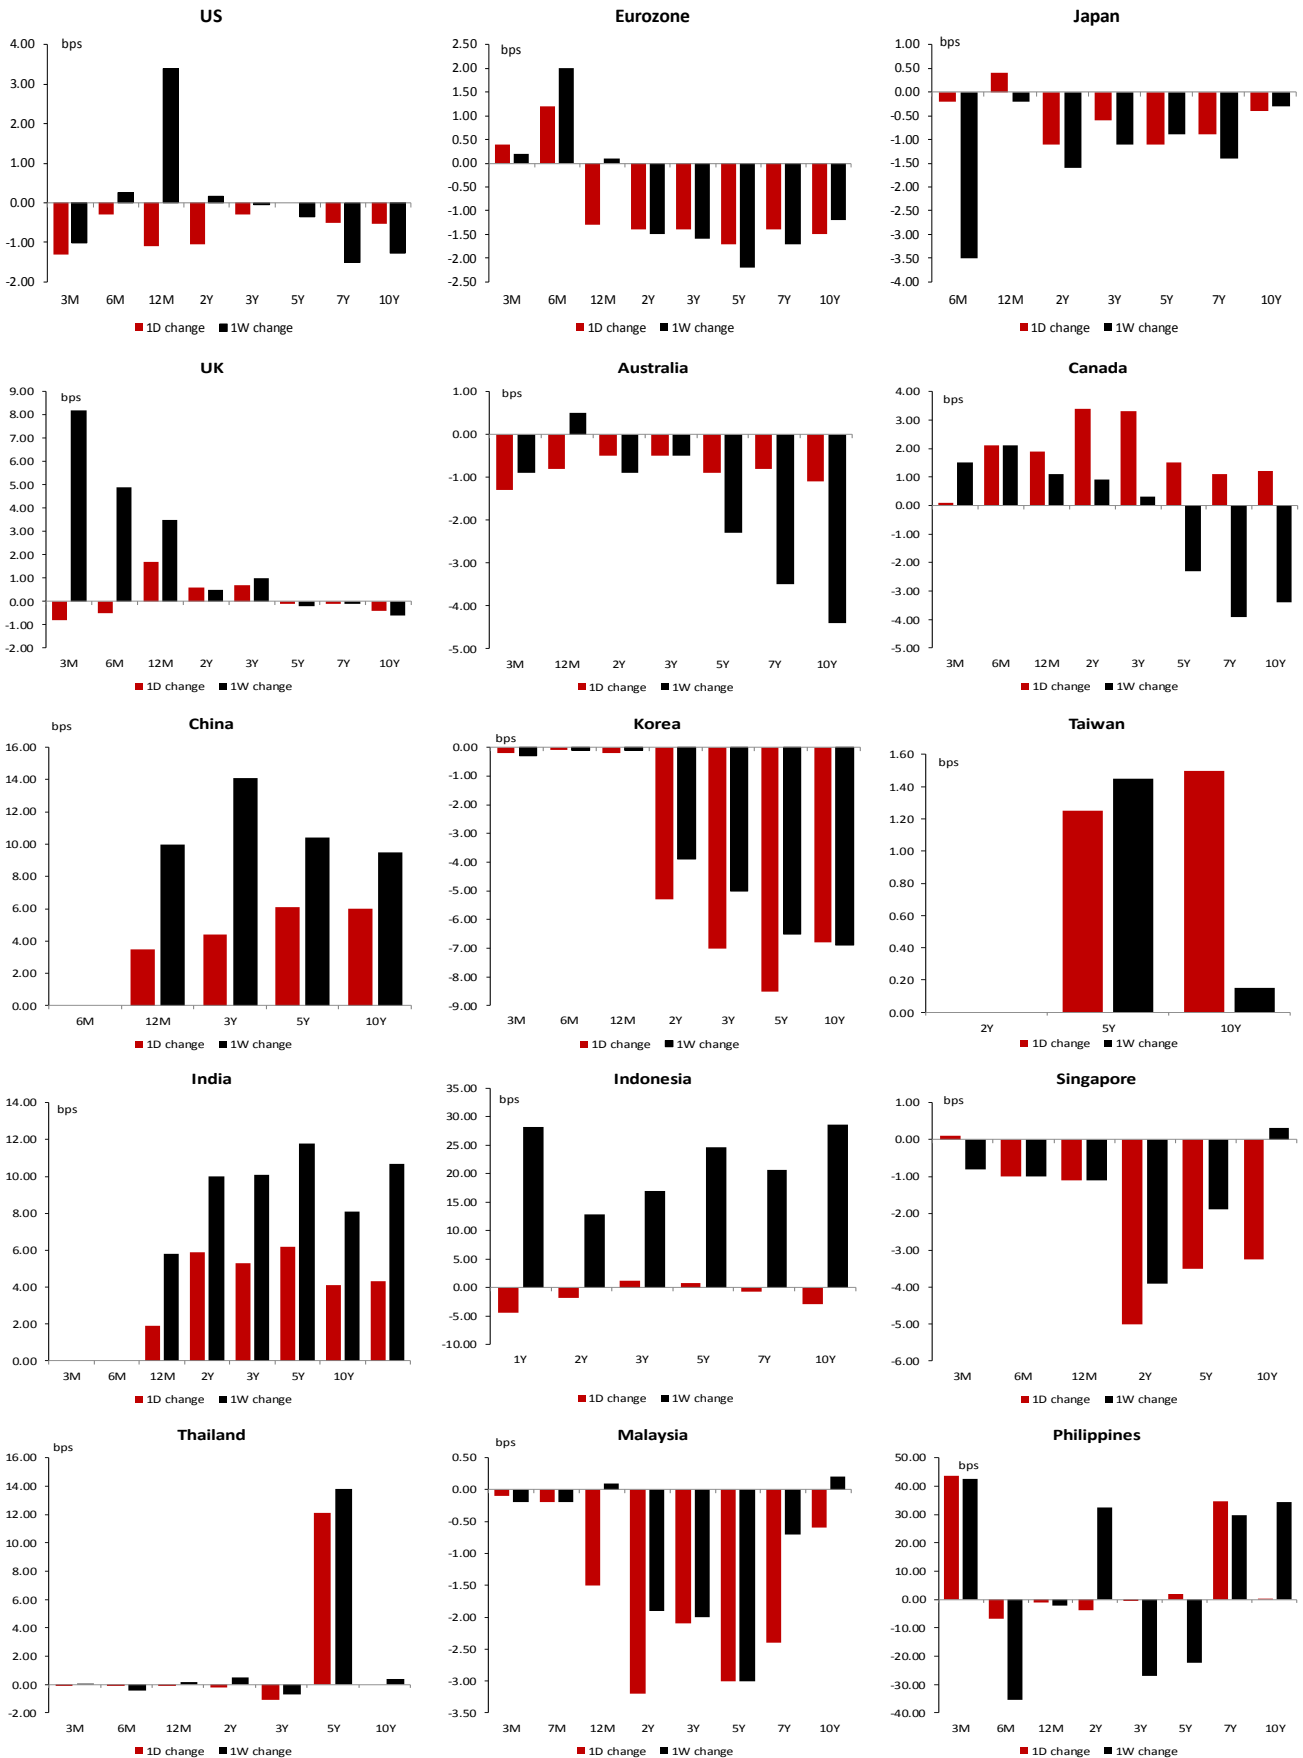 US
bps
4.00
3.00
2.00
1.00
0.00
-1.00
-2.00
3M 6M 12M 2Y 3Y 5Y 7Y 10Y
1D change 1W change
Eurozone
bps
2.50
2.00
1.50
1.00
0.50
0.00
-0.50
-1.00
-1.50
-2.00
-2.50
3M 6M 12M 2Y 3Y 5Y 7Y 10Y
1D change 1W change
Japan
bps
1.00
0.50
0.00
-0.50
-1.00
-1.50
-2.00
-2.50
-3.00
-3.50
-4.00
6M 12M 2Y 3Y 5Y 7Y 10Y
1D change 1W change
UK
bps
9.00
8.00
7.00
6.00
5.00
4.00
3.00
2.00
1.00
0.00
-1.00
-2.00
3M 6M 12M 2Y 3Y 5Y 7Y 10Y
1D change 1W change
Australia
bps
1.00
0.00
-1.00
-2.00
-3.00
-4.00
-5.00
3M 12M 2Y 3Y 5Y 7Y 10Y
1D change 1W change
Canada
bps
4.00
3.00
2.00
1.00
0.00
-1.00
-2.00
-3.00
-4.00
-5.00
3M 6M 12M 2Y 3Y 5Y 7Y 10Y
1D change 1W change
China
bps
16.00
14.00
12.00
10.00
8.00
6.00
4.00
2.00
0.00
6M 12M 3Y 5Y 10Y
1D change 1W change
Korea
bps
0.00
-1.00
-2.00
-3.00
-4.00
-5.00
-6.00
-7.00
-8.00
-9.00
3M 6M 12M 2Y 3Y 5Y 10Y
1D change 1W change
Taiwan
bps
1.60
1.40
1.20
1.00
0.80
0.60
0.40
0.20
0.00
2Y 5Y 10Y
1D change 1W change
India
bps
14.00
12.00
10.00
8.00
6.00
4.00
2.00
0.00
3M 6M 12M 2Y 3Y 5Y 10Y
1D change 1W change
Indonesia
bps
35.00
30.00
25.00
20.00
15.00
10.00
5.00
0.00
-5.00
-10.00
1Y 2Y 3Y 5Y 7Y 10Y
1D change 1W change
Singapore
bps
1.00
0.00
-1.00
-2.00
-3.00
-4.00
-5.00
-6.00
3M 6M 12M 2Y 5Y 10Y
1D change 1W change
Thailand
bps
16.00
14.00
12.00
10.00
8.00
6.00
4.00
2.00
0.00
-2.00
3M 6M 12M 2Y 3Y 5Y 10Y
1D change 1W change
Malaysia
bps
0.50
0.00
-0.50
-1.00
-1.50
-2.00
-2.50
-3.00
-3.50
3M 7M 12M 2Y 3Y 5Y 7Y 10Y
1D change 1W change
Philippines
bps
50.00
40.00
30.00
20.00
10.00
0.00
-10.00
-20.00
-30.00
-40.00
3M 6M 12M 2Y 3Y 5Y 7Y 10Y
1D change 1W change